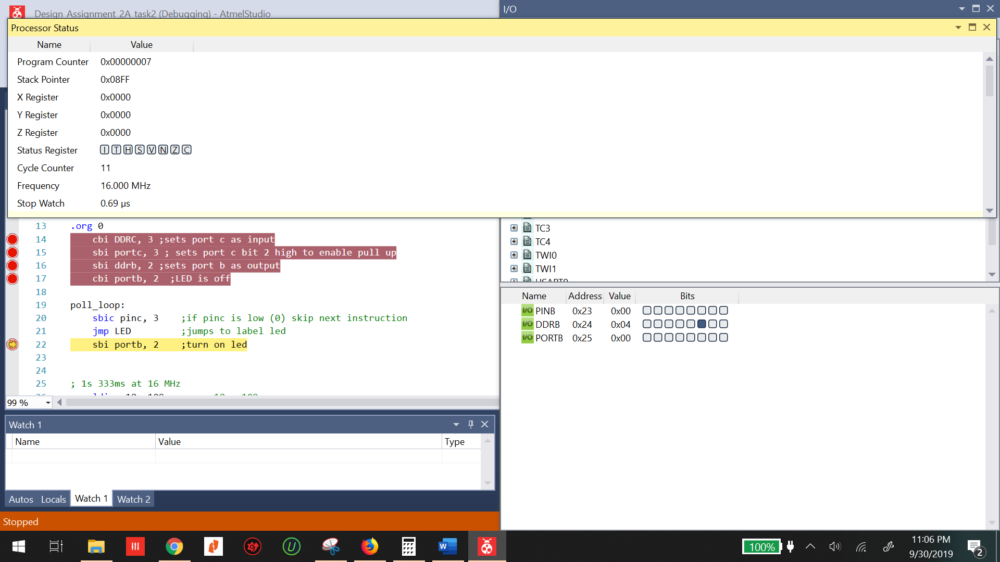 Design_Assignment_2A_task2 (Debugging) - AtmelStudio
I/O
Processor Status
Name Value
Program Counter 0x00000007
Stack Pointer 0x08FF
X Register 0x0000
Y Register 0x0000
Z Register 0x0000
Status Register I T H S V N Z C
Cycle Counter 11
Frequency 16.000 MHz
Stop Watch 0.69 µs
13 .org 0
14 cbi DDRC, 3 ;sets port c as input
15 sbi portc, 3 ; sets port c bit 2 high to enable pull up
16 sbi ddrb, 2 ;sets port b as output
17 cbi portb, 2 ;LED is off
18
19 poll_loop:
20 sbic pinc, 3 ;if pinc is low (0) skip next instruction
21 jmp LED ;jumps to label led
22 sbi portb, 2 ;turn on led
23
24
25 ; 1s 333ms at 16 MHz
99 %
TC3
TC4
TWI0
TWI1
USART0
Name Address Value Bits
I/O PINB 0x23 0x00
I/O DDRB 0x24 0x04
I/O PORTB 0x25 0x00
Watch 1
Name Value Type
Autos Locals Watch 1 Watch 2
Stopped
100%
11:06 PM
9/30/2019
2